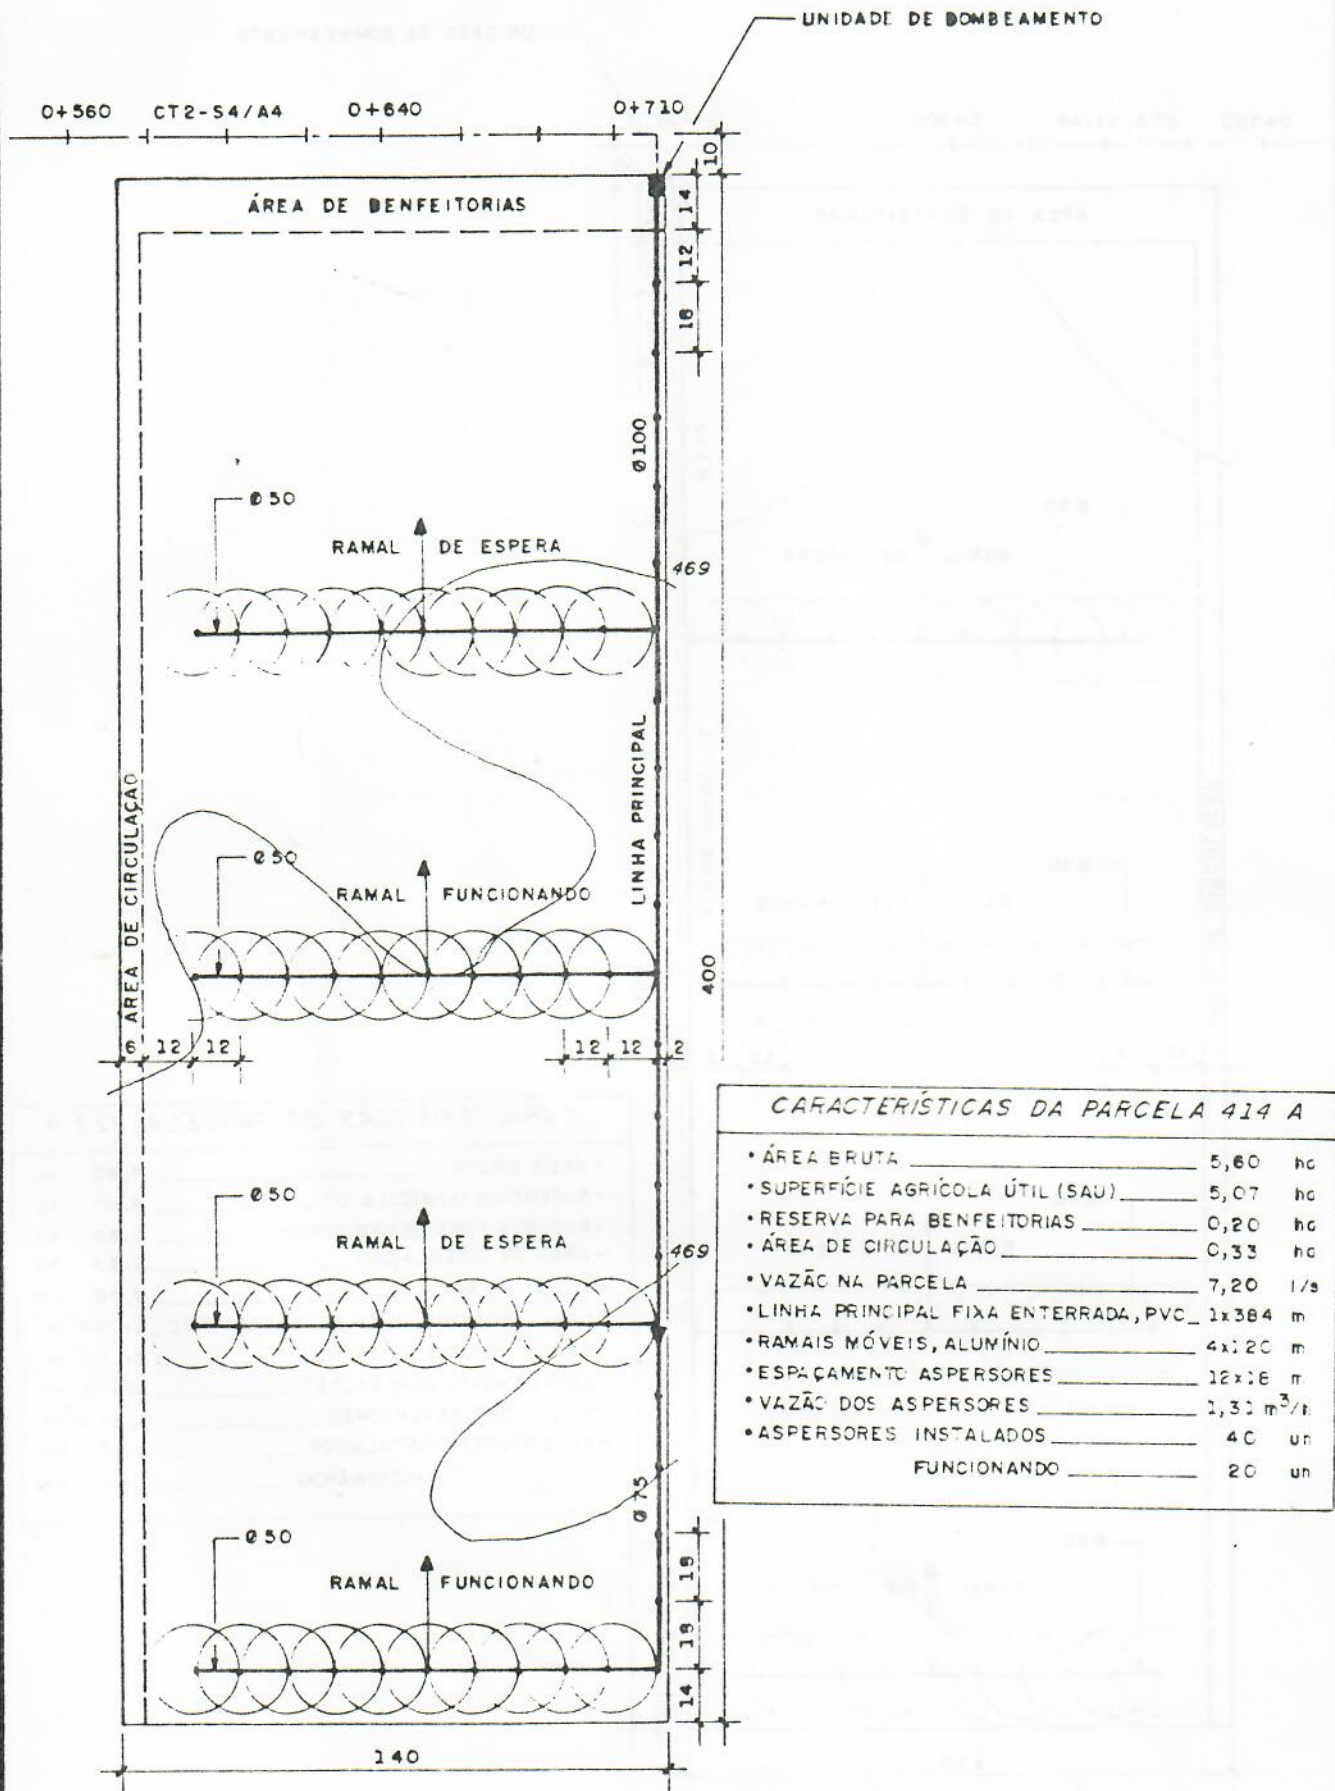 UNIDADE DE BOMBEAMENTO
0+560 CT2-S4/A4 0+640 0+710
10
ÁREA DE BENFEITORIAS
14
12
18
Ø100
Ø50
RAMAL DE ESPERA
469
LINHA PRINCIPAL
ÁREA DE CIRCULAÇÃO
Ø50
RAMAL FUNCIONANDO
400
6 12 12 12 12 2
CARACTERÍSTICAS DA PARCELA 414 A
• ÁREA BRUTA 5,60 ha
• SUPERFÍCIE AGRÍCOLA ÚTIL (SAU) 5,07 ha
• RESERVA PARA BENFEITORIAS 0,20 ha
• ÁREA DE CIRCULAÇÃO 0,33 ha
• VAZÃO NA PARCELA 7,20 l/s
• LINHA PRINCIPAL FIXA ENTERRADA, PVC 1x384 m
• RAMAIS MÓVEIS, ALUMÍNIO 4x120 m
• ESPAÇAMENTO ASPERSORES 12x18 m
• VAZÃO DOS ASPERSORES 1,31 m³/h
• ASPERSORES INSTALADOS 40 un
FUNCIONANDO 20 un
Ø50
RAMAL DE ESPERA
469
Ø75
Ø50
RAMAL FUNCIONANDO
18
18
14
140